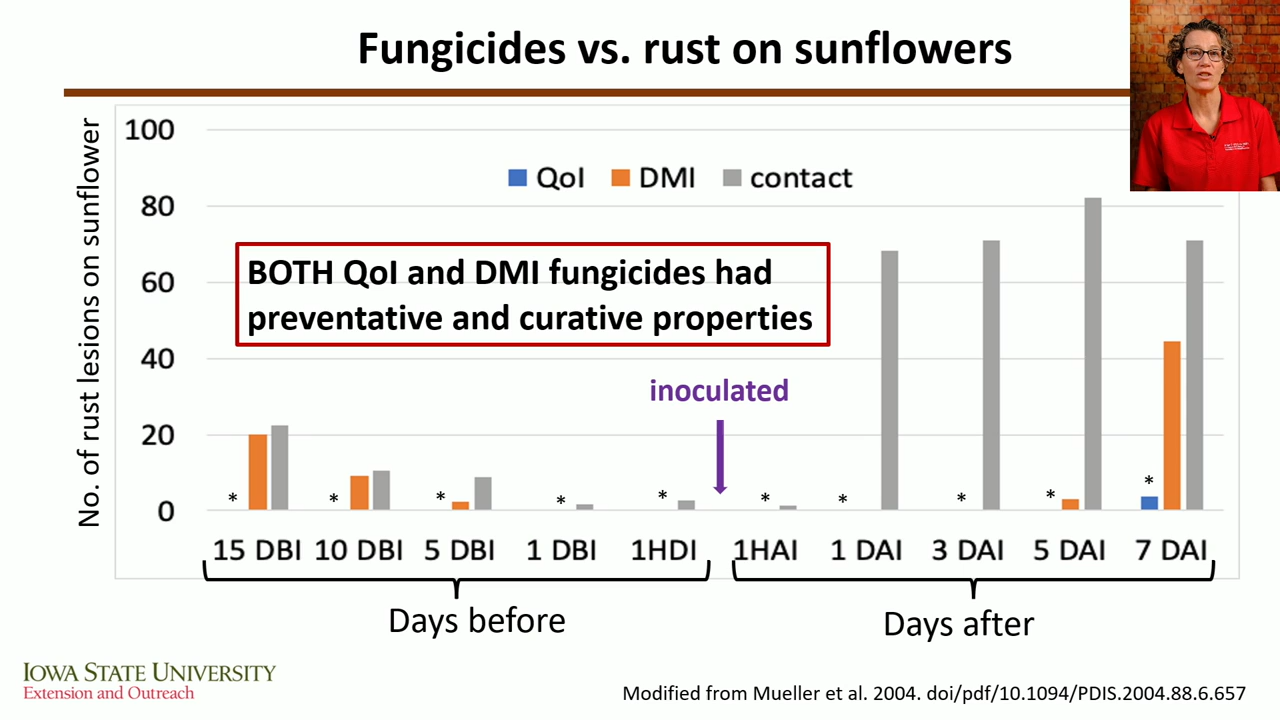 Fungicides vs. rust on sunflowers
No. of rust lesions on sunflower
100
80
60
40
20
0
QoI DMI contact
BOTH QoI and DMI fungicides had
preventative and curative properties
inoculated
* * * * * * * * * *
15 DBI 10 DBI 5 DBI 1 DBI 1HDI 1HAI 1 DAI 3 DAI 5 DAI 7 DAI
Days before
Days after
IOWA STATE UNIVERSITY
Extension and Outreach
Modified from Mueller et al. 2004. doi/pdf/10.1094/PDIS.2004.88.6.657